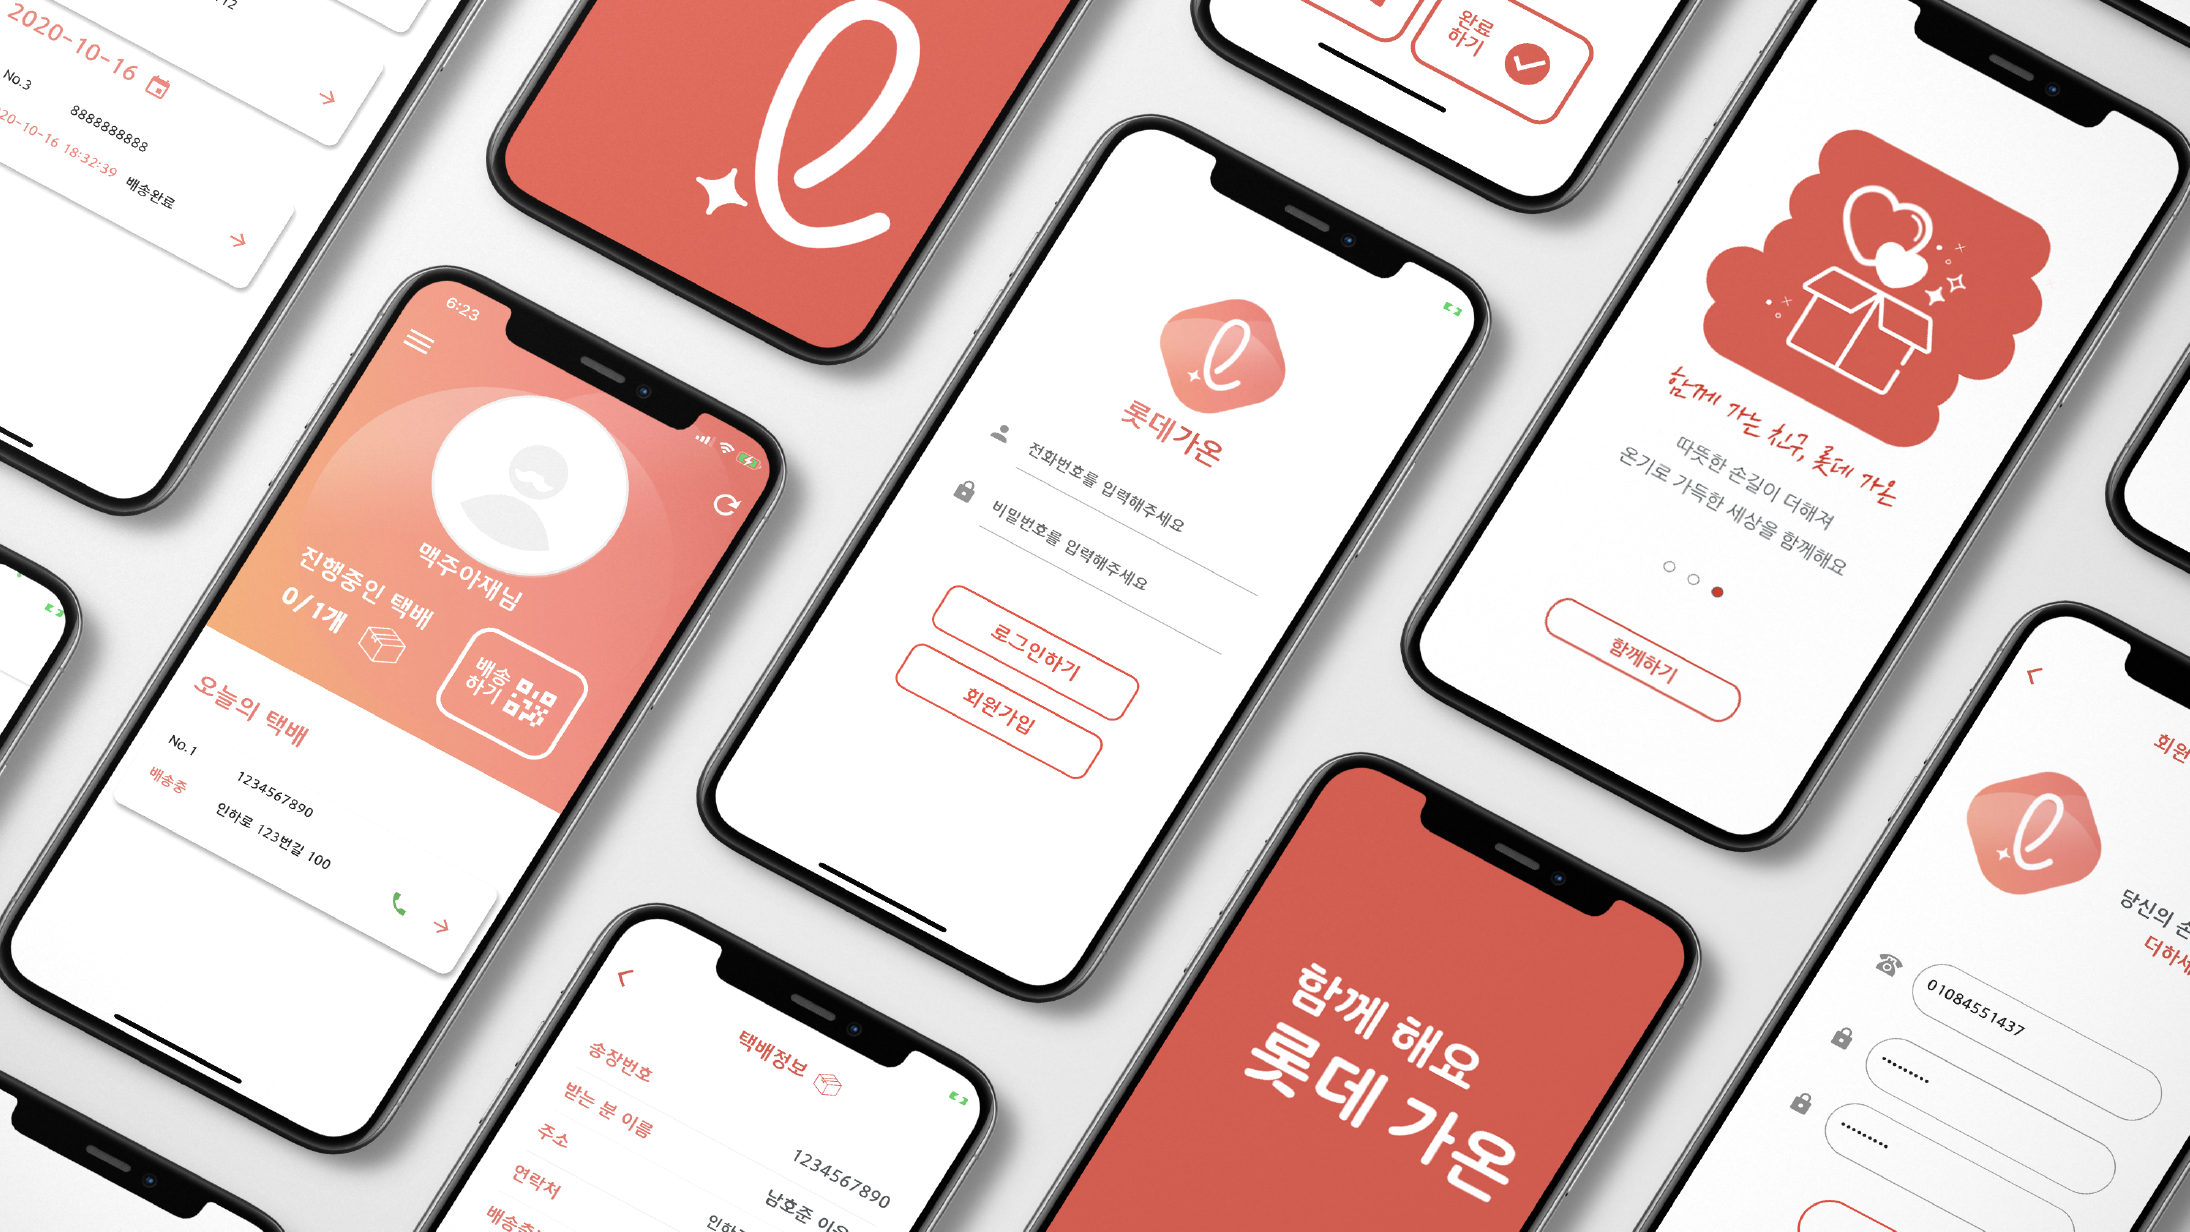 2020-10-16
No.3
888888888
18:32:39
배송완료
완료
하기
6:23
맥주아재님
진행중인 택배
0/1개
배송
하기
오늘의 택배
No.1
1234567890
배송중
인하로 123번길 100
롯데가온
전화번호를 입력해주세요
비밀번호를 입력해주세요
로그인하기
회원가입
함께 가는 친구, 롯데 가온
따뜻한 손길이 더해져
온기로 가득한 세상을 함께해요
함께하기
택배정보
송장번호
1234567890
받는 분 이름
남호준
주소
연락처
함께 해요
롯데 가온
회원
당신의
01084551437
•••••••••
•••••••••